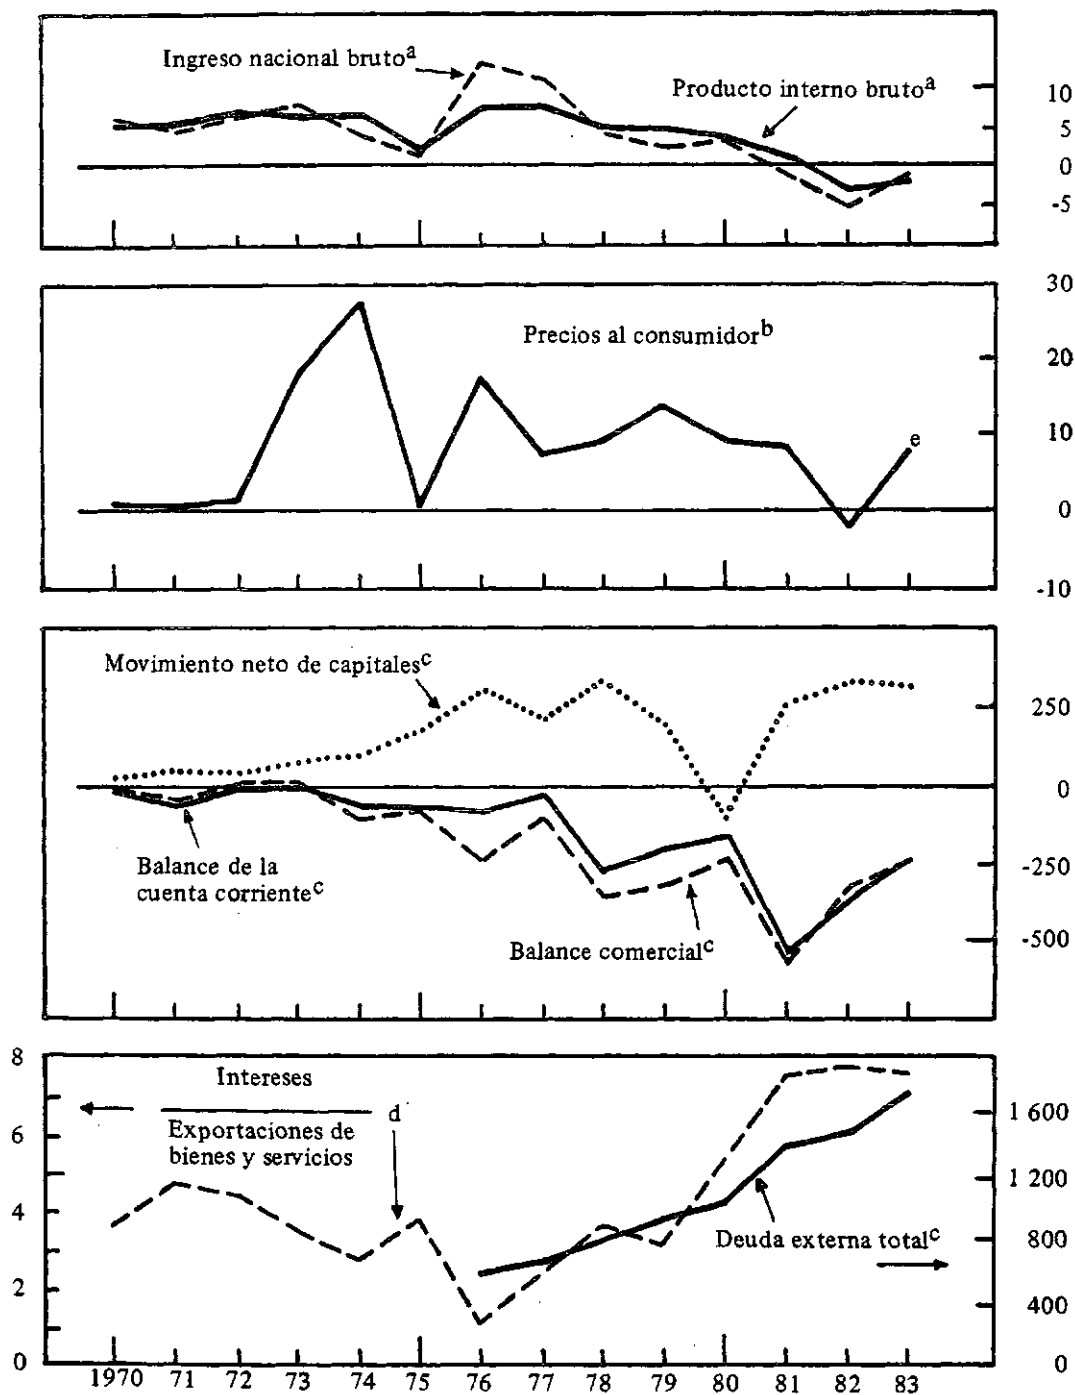 Ingreso nacional bruto^a
Producto interno bruto^a
10
5
0
-5
30
Precios al consumidor^b
20
10
e
0
-10
Movimiento neto de capitales^c
250
0
Balance de la
cuenta corriente^c
-250
Balance comercial^c
-500
8
Intereses
d
1 600
Exportaciones de
bienes y servicios
6
1 200
4
Deuda externa total^c
800
2
400
0
0
1970 71 72 73 74 75 76 77 78 79 80 81 82 83